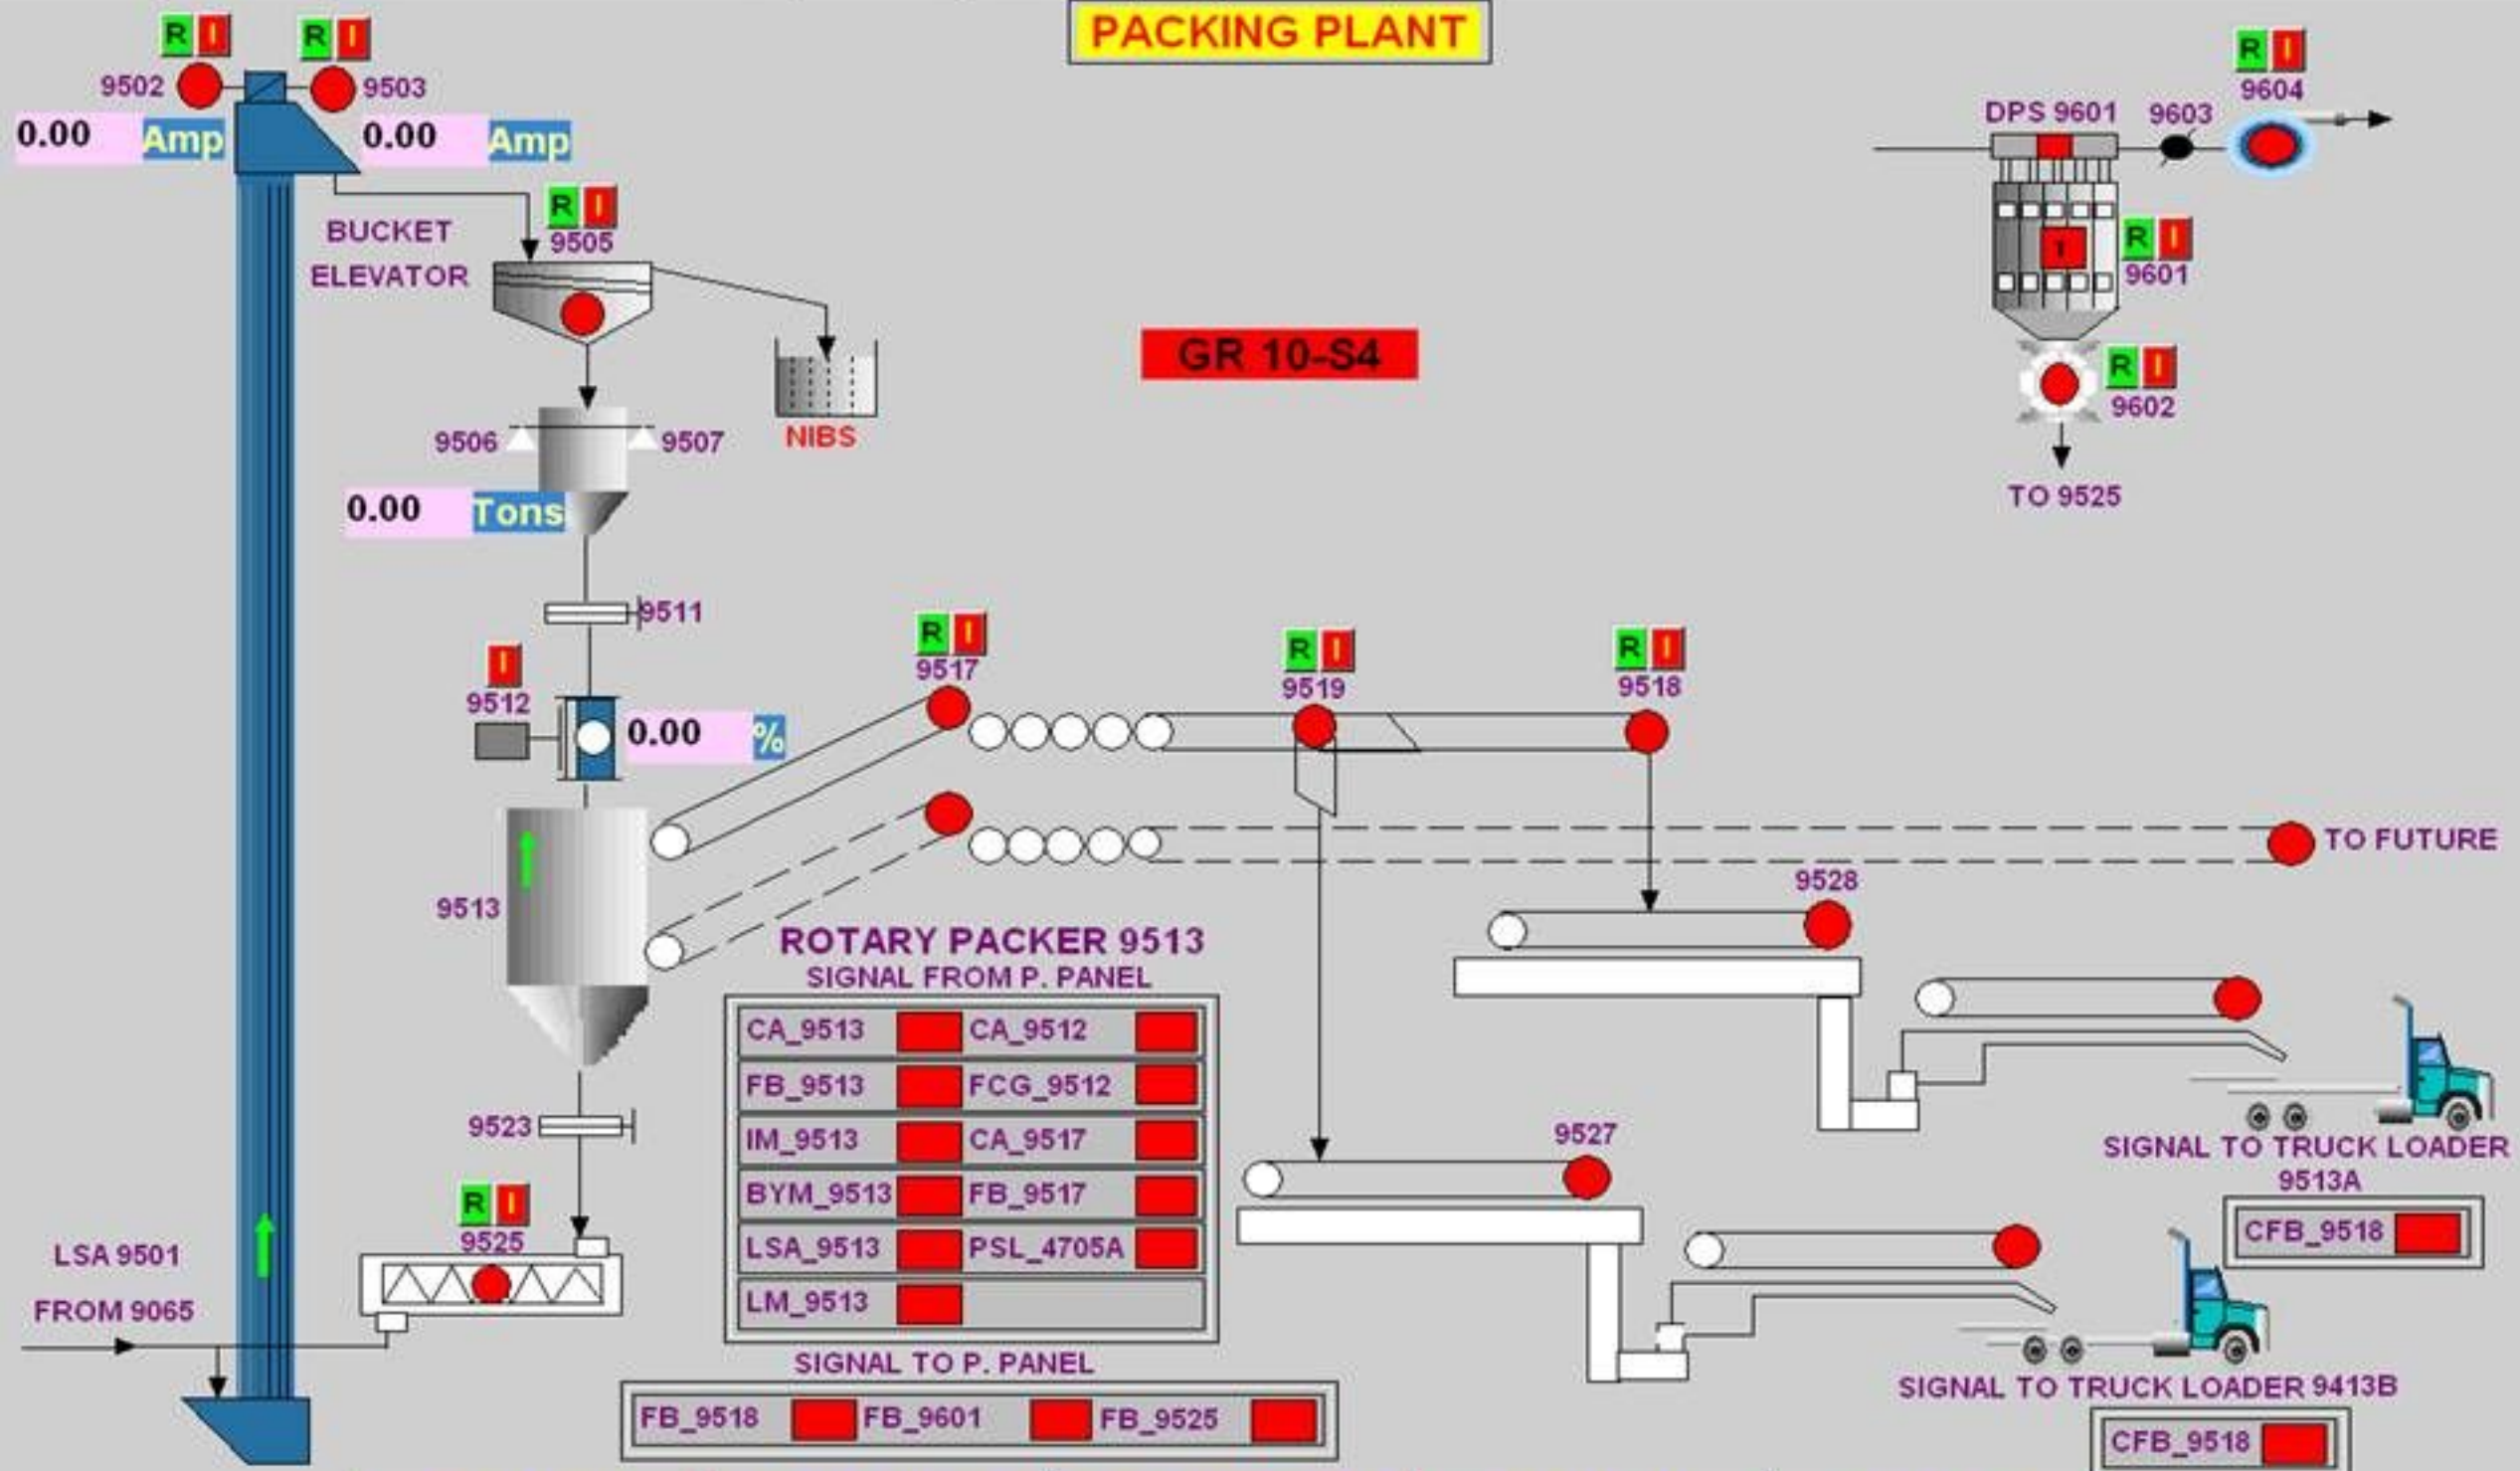 PACKING PLANT
R I
R I
9502
9503
0.00 Amp
0.00 Amp
BUCKET
ELEVATOR
R I
9505
NIBS
9506
9507
0.00 Tons
9511
I
9512
0.00 %
9513
9523
R I
9525
LSA 9501
FROM 9065
GR 10-S4
R I
9604
DPS 9601
9603
I
R I
9601
R I
9602
TO 9525
R I
9517
R I
9519
R I
9518
TO FUTURE
9528
9527
ROTARY PACKER 9513
SIGNAL FROM P. PANEL
CA_9513 CA_9512
FB_9513 FCG_9512
IM_9513 CA_9517
BYM_9513 FB_9517
LSA_9513 PSL_4705A
LM_9513
SIGNAL TO P. PANEL
FB_9518 FB_9601 FB_9525
SIGNAL TO TRUCK LOADER
9513A
CFB_9518
SIGNAL TO TRUCK LOADER 9413B
CFB_9518